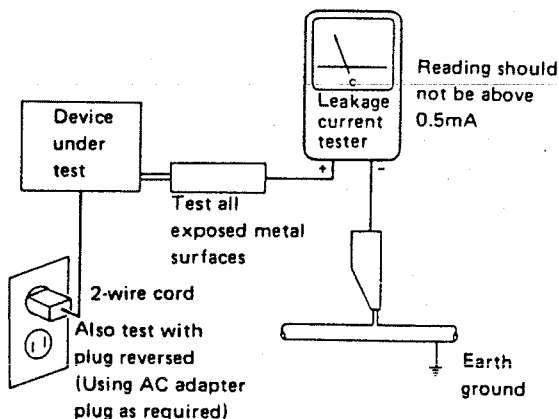 Device
under
test
C
Leakage
current
tester
+ -
Reading should
not be above
0.5mA
Test all
exposed metal
surfaces
2-wire cord
Also test with
plug reversed
(Using AC adapter
plug as required)
Earth
ground